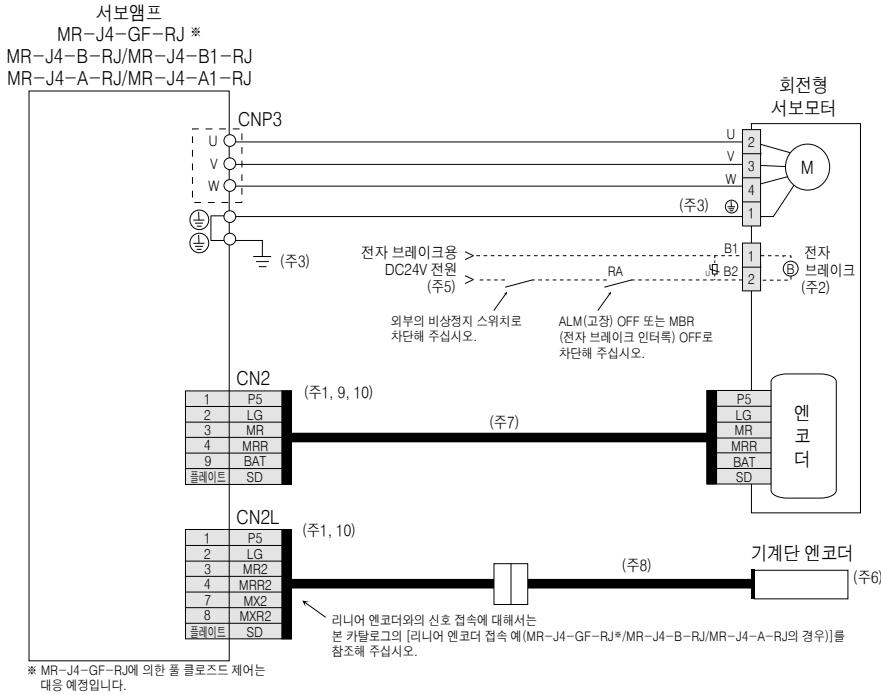 서보앰프
MR-J4-GF-RJ ※
MR-J4-B-RJ/MR-J4-B1-RJ
MR-J4-A-RJ/MR-J4-A1-RJ
회전형
서보모터
CNP3
U
V
W
U
V
W
2
3
4
1
M
(주3)
(주3)
전자 브레이크용
DC24V 전원
(주5)
RA
B1
U
B2
1
2
B
전자
브레이크
(주2)
외부의 비상정지 스위치로
차단해 주십시오.
ALM(고장) OFF 또는 MBR
(전자 브레이크 인터록) OFF로
차단해 주십시오.
CN2
(주1, 9, 10)
1 P5
2 LG
3 MR
4 MRR
9 BAT
플레이트 SD
(주7)
P5
LG
MR
MRR
BAT
SD
엔
코
더
CN2L
(주1, 10)
1 P5
2 LG
3 MR2
4 MRR2
7 MX2
8 MXR2
플레이트 SD
(주8)
기계단 엔코더
(주6)
리니어 엔코더와의 신호 접속에 대해서는
본 카탈로그의 [리니어 엔코더 접속 예(MR-J4-GF-RJ※/MR-J4-B-RJ/MR-J4-A-RJ의 경우)]를
참조해 주십시오.
※ MR-J4-GF-RJ에 의한 풀 클로즈드 제어는
대응 예정입니다.